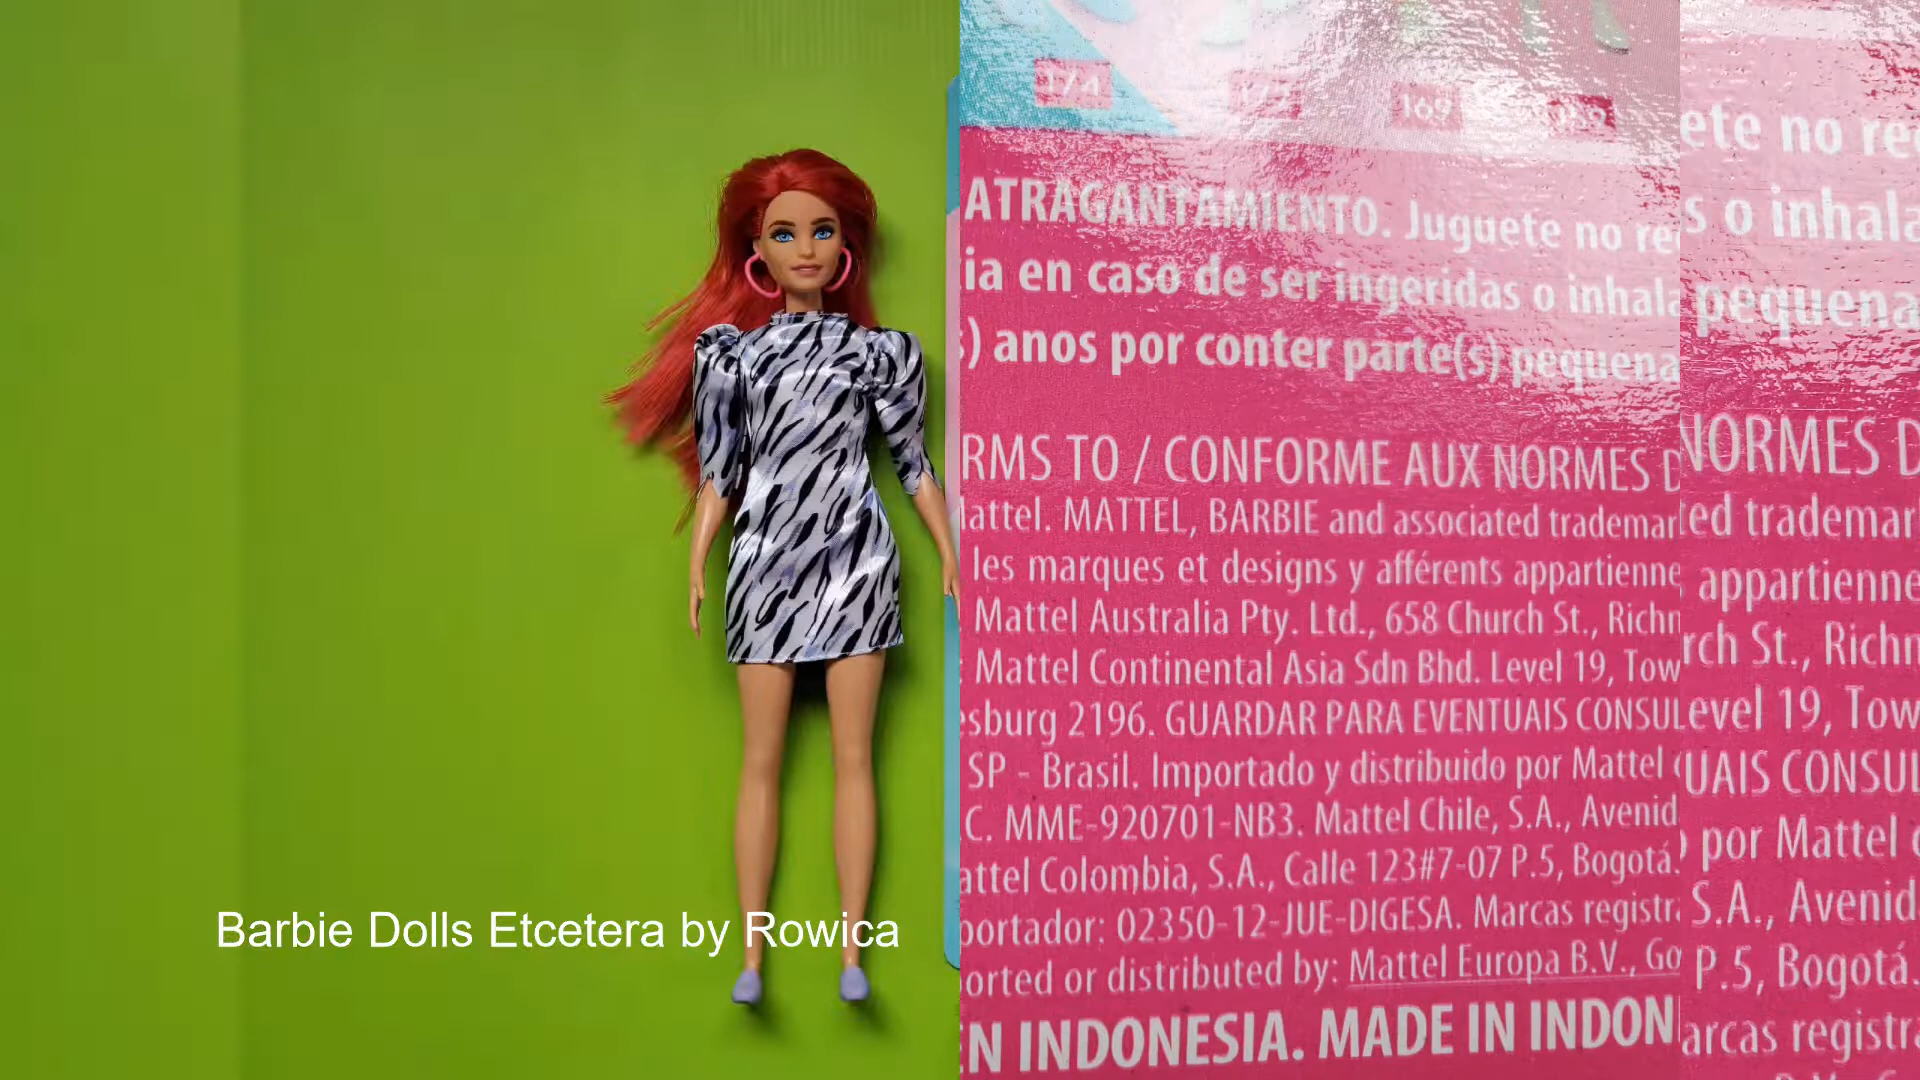 Barbie Dolls Etcetera by Rowica
174
169
ATRAGANTAMIENTO. Juguete no re
ia en caso de ser ingeridas o inhala
s) anos por conter parte(s) pequena
RMS TO / CONFORME AUX NORMES D
attel. MATTEL, BARBIE and associated trademar
les marques et designs y afférents appartienne
Mattel Australia Pty. Ltd., 658 Church St., Richn
: Mattel Continental Asia Sdn Bhd. Level 19, Tow
esburg 2196. GUARDAR PARA EVENTUAIS CONSUL
SP - Brasil. Importado y distribuido por Mattel
C. MME-920701-NB3. Mattel Chile, S.A., Avenid
attel Colombia, S.A., Calle 123#7-07 P.5, Bogotá.
portador: 02350-12-JUE-DIGESA. Marcas registr
orted or distributed by: Mattel Europa B.V., Go
N INDONESIA. MADE IN INDON
ete no re
s o inhala
pequena
NORMES D
ted trademar
appartienne
rch St., Richn
Level 19, Tow
UAIS CONSUL
por Mattel
S.A., Avenid
P.5, Bogotá.
arcas registr